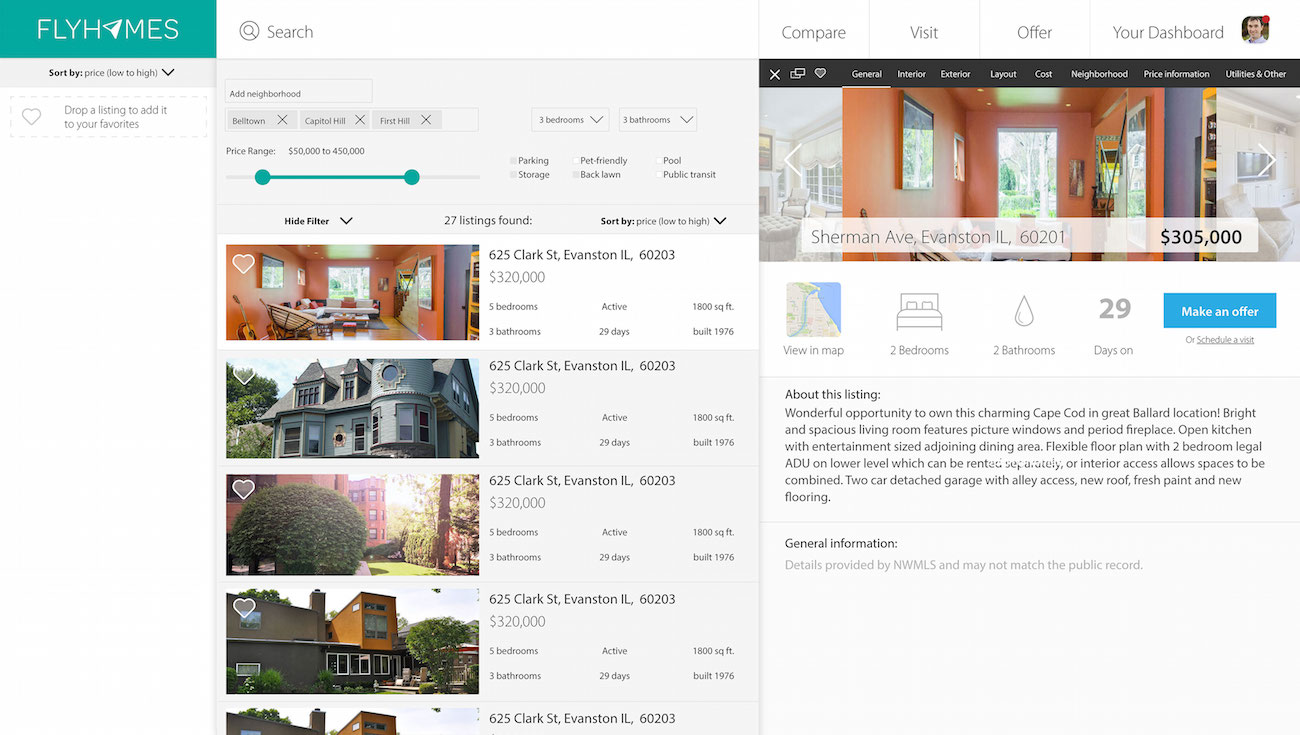 FLYHOMES
Search
Compare
Visit
Offer
Your Dashboard
Sort by: price (low to high)
Drop a listing to add it
to your favorites
Add neighborhood
Belltown
Capitol Hill
First Hill
3 bedrooms
3 bathrooms
Price Range: $50,000 to 450,000
Parking
Pet-friendly
Pool
Storage
Back lawn
Public transit
Hide Filter
27 listings found:
Sort by: price (low to high)
625 Clark St, Evanston IL, 60203
$320,000
5 bedrooms Active 1800 sq ft.
3 bathrooms 29 days built 1976
625 Clark St, Evanston IL, 60203
$320,000
5 bedrooms Active 1800 sq ft.
3 bathrooms 29 days built 1976
625 Clark St, Evanston IL, 60203
$320,000
5 bedrooms Active 1800 sq ft.
3 bathrooms 29 days built 1976
625 Clark St, Evanston IL, 60203
$320,000
5 bedrooms Active 1800 sq ft.
3 bathrooms 29 days built 1976
625 Clark St, Evanston IL, 60203
General Interior Exterior Layout Cost Neighborhood Price information Utilities & Other
Sherman Ave, Evanston IL, 60201 $305,000
View in map
2 Bedrooms
2 Bathrooms
29
Days on
Make an offer
Or Schedule a visit
About this listing:
Wonderful opportunity to own this charming Cape Cod in great Ballard location! Bright
and spacious living room features picture windows and period fireplace. Open kitchen
with entertainment sized adjoining dining area. Flexible floor plan with 2 bedroom legal
ADU on lower level which can be rented separately, or interior access allows spaces to be
combined. Two car detached garage with alley access, new roof, fresh paint and new
flooring.
General information:
Details provided by NWMLS and may not match the public record.